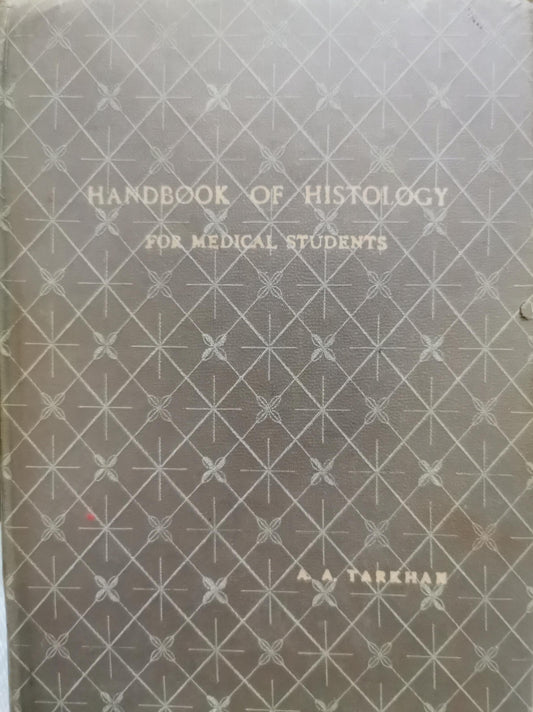 HANDBOOK OF HISTOLOGY
FOR MEDICAL STUDENTS
A. A. TARKHAN